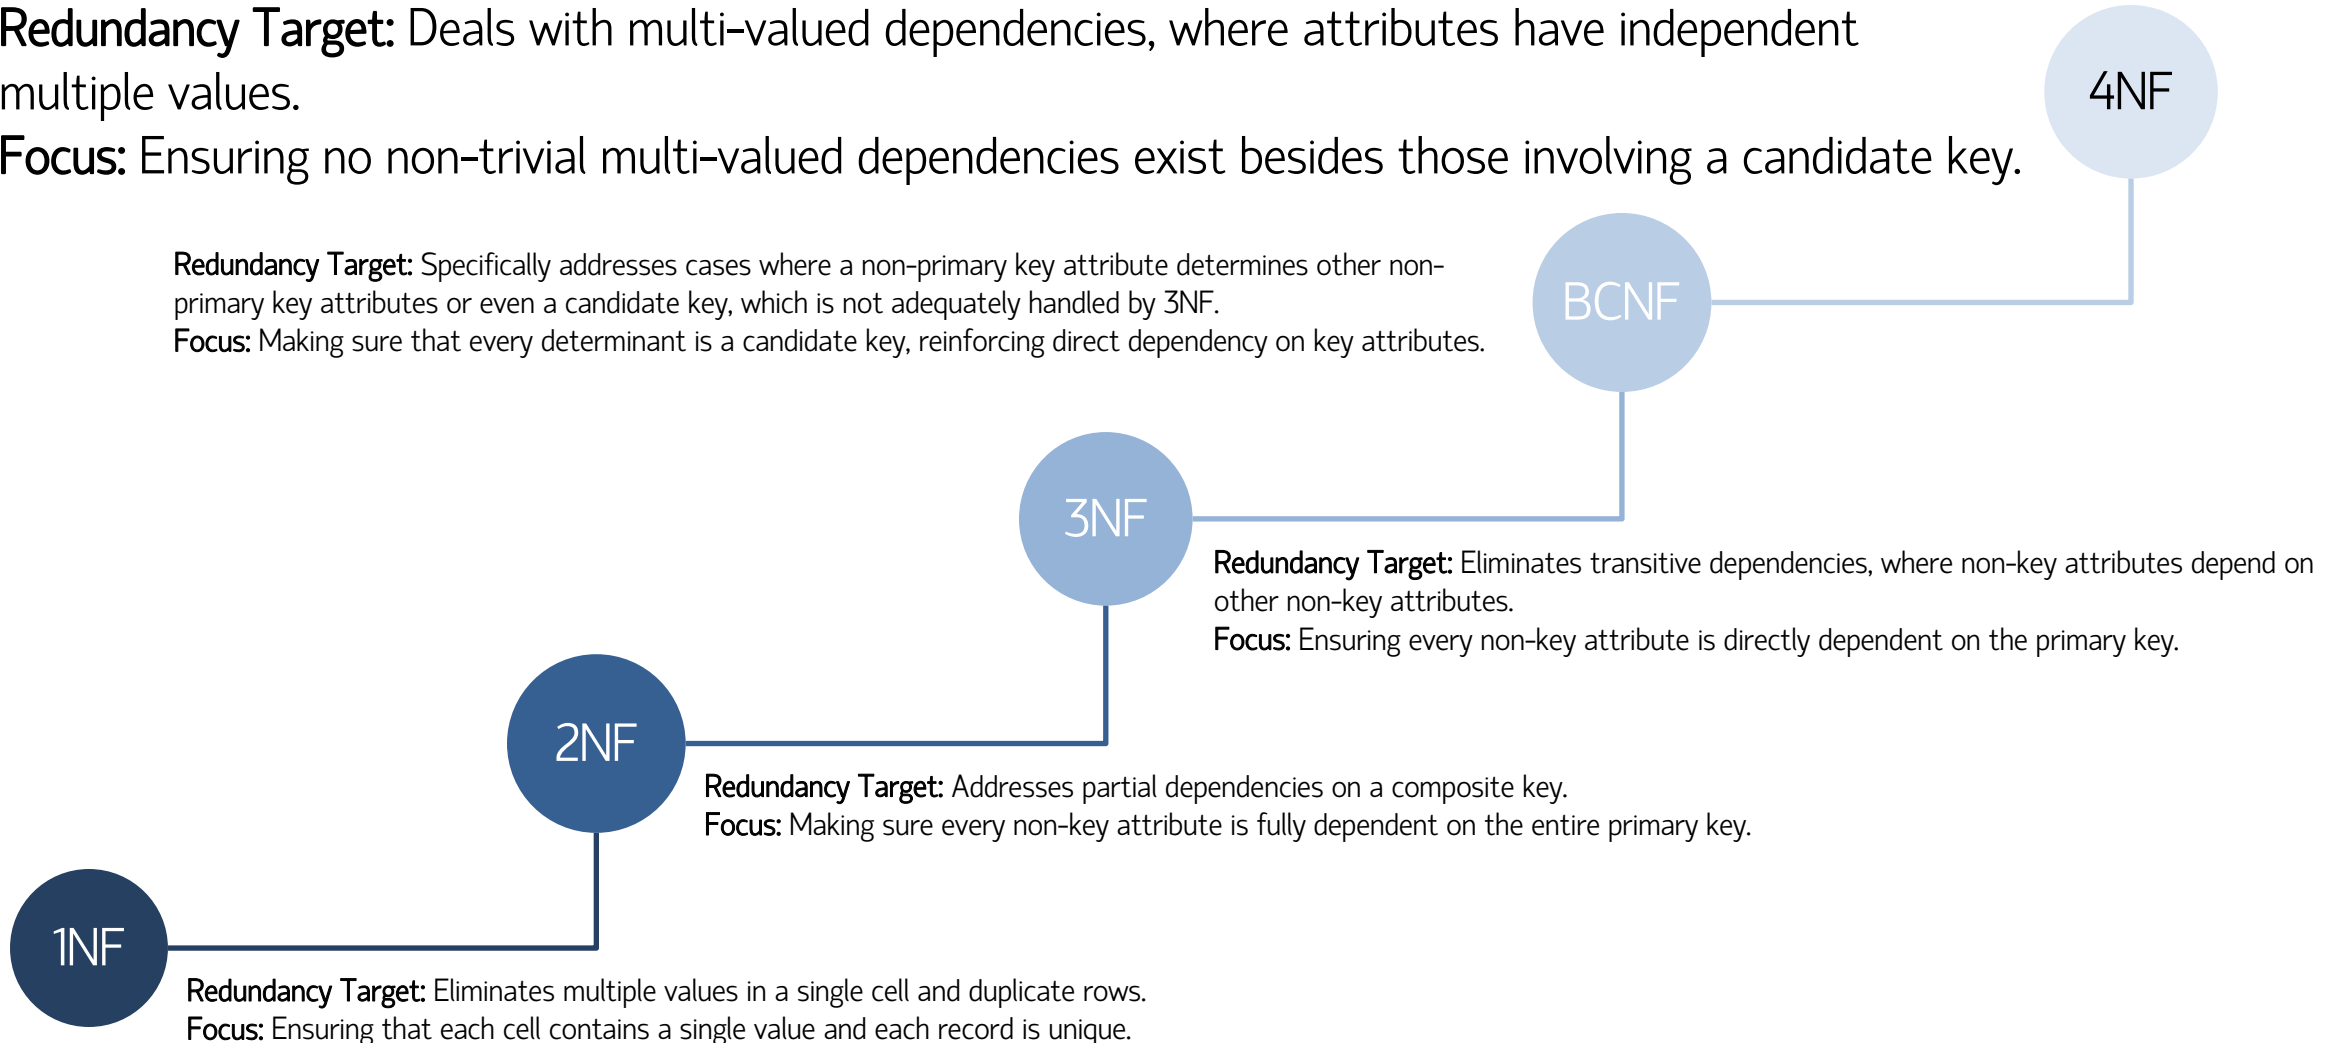 Redundancy Target: Deals with multi-valued dependencies, where attributes have independent
multiple values.
Focus: Ensuring no non-trivial multi-valued dependencies exist besides those involving a candidate key.
4NF
Redundancy Target: Specifically addresses cases where a non-primary key attribute determines other non-
primary key attributes or even a candidate key, which is not adequately handled by 3NF.
Focus: Making sure that every determinant is a candidate key, reinforcing direct dependency on key attributes.
BCNF
3NF
Redundancy Target: Eliminates transitive dependencies, where non-key attributes depend on
other non-key attributes.
Focus: Ensuring every non-key attribute is directly dependent on the primary key.
2NF
Redundancy Target: Addresses partial dependencies on a composite key.
Focus: Making sure every non-key attribute is fully dependent on the entire primary key.
1NF
Redundancy Target: Eliminates multiple values in a single cell and duplicate rows.
Focus: Ensuring that each cell contains a single value and each record is unique.